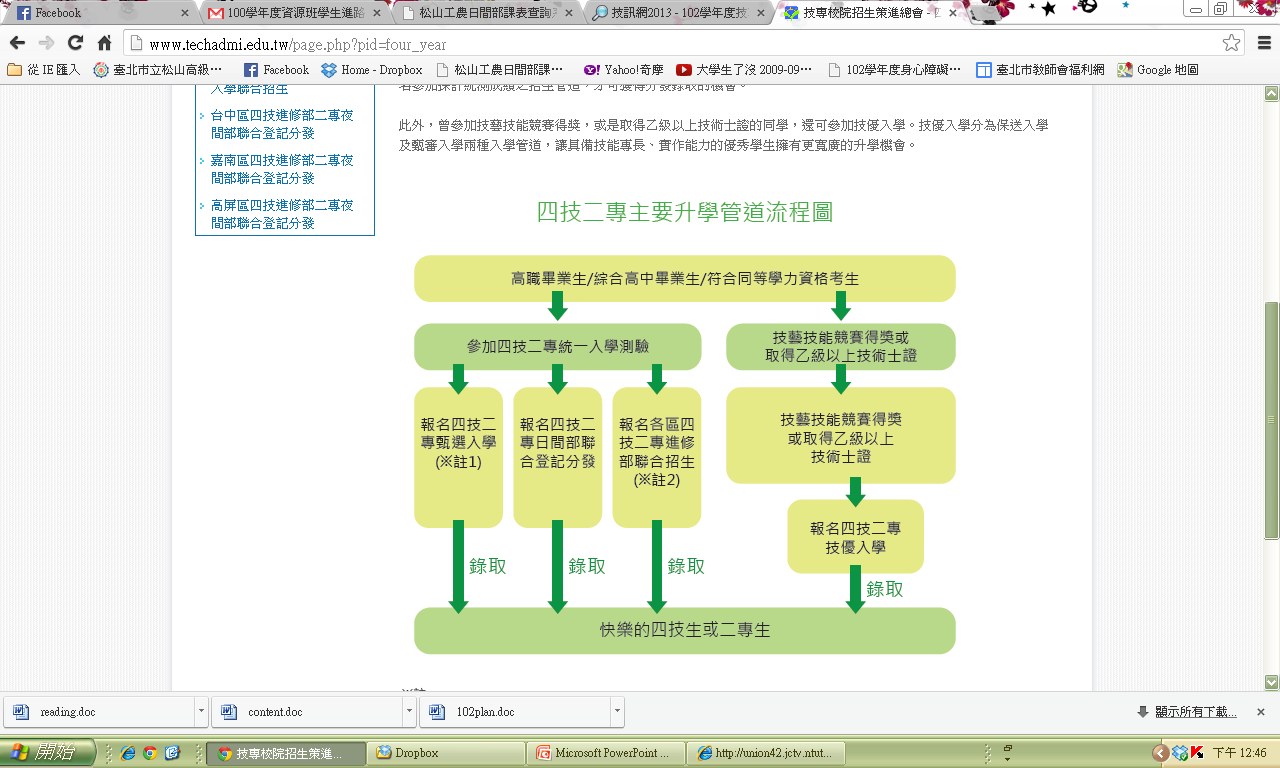 Facebook
100學年度資源班學生進路
松山工農日間部課表查詢
技訊網2013 - 102學年度技
技專校院招生策進總會 -
www.techadmi.edu.tw/page.php?pid=four_year
從 IE 匯入
臺北市立松山高級…
Facebook
Home - Dropbox
松山工農日間部課…
Yahoo!奇摩
大學生了沒 2009-09…
102學年度身心障礙…
臺北市教師會福利網
Google 地圖
入學聯合招生
台中區四技進修部二專夜
間部聯合登記分發
嘉南區四技進修部二專夜
間部聯合登記分發
高屏區四技進修部二專夜
間部聯合登記分發
此外，曾參加技藝技能競賽得獎，或是取得乙級以上技術士證的同學，還可參加技優入學。技優入學分為保送入學
及甄審入學兩種入學管道，讓具備技能專長、實作能力的優秀學生擁有更寬廣的升學機會。
四技二專主要升學管道流程圖
高職畢業生/綜合高中畢業生/符合同等學力資格考生
參加四技二專統一入學測驗
技藝技能競賽得獎或
取得乙級以上技術士證
報名四技二
專甄選入學
(※註1)
報名四技二
專日間部聯
合登記分發
報名各區四
技二專進修
部聯合招生
(※註2)
技藝技能競賽得獎
或取得乙級以上
技術士證
報名四技二專
技優入學
錄取
錄取
錄取
錄取
快樂的四技生或二專生
reading.doc
content.doc
102plan.doc
顯示所有下載...
開始
技專校院招生策進...
Dropbox
Microsoft PowerPoint ...
http://union42.jctv.ntut...
下午 12:46